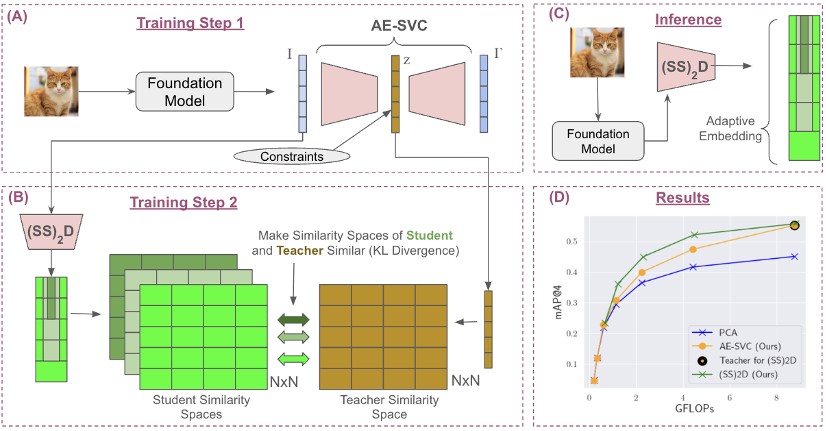 (A)
Training Step 1
AE-SVC
I
z
I'
Foundation
Model
Constraints
(B)
Training Step 2
(SS)2D
Make Similarity Spaces of Student
and Teacher Similar (KL Divergence)
NxN
NxN
Student Similarity
Spaces
Teacher Similarity
Space
(C)
Inference
(SS)2D
Foundation
Model
Adaptive
Embedding
(D)
Results
mAP@4
0.5
0.4
0.3
0.2
0.1
0
2
4
6
8
GFLOPs
PCA
AE-SVC (Ours)
Teacher for (SS)2D
(SS)2D (Ours)